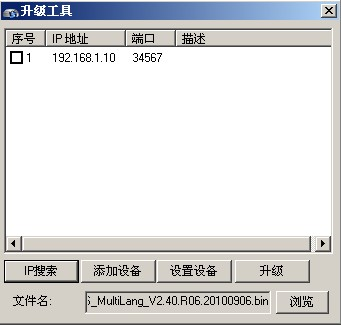 升级工具
序号 IP地址 端口 描述
1 192.168.1.10 34567
IP搜索 添加设备 设置设备 升级
文件名: _MultiLang_V2.40.R06.20100906.bin 浏览